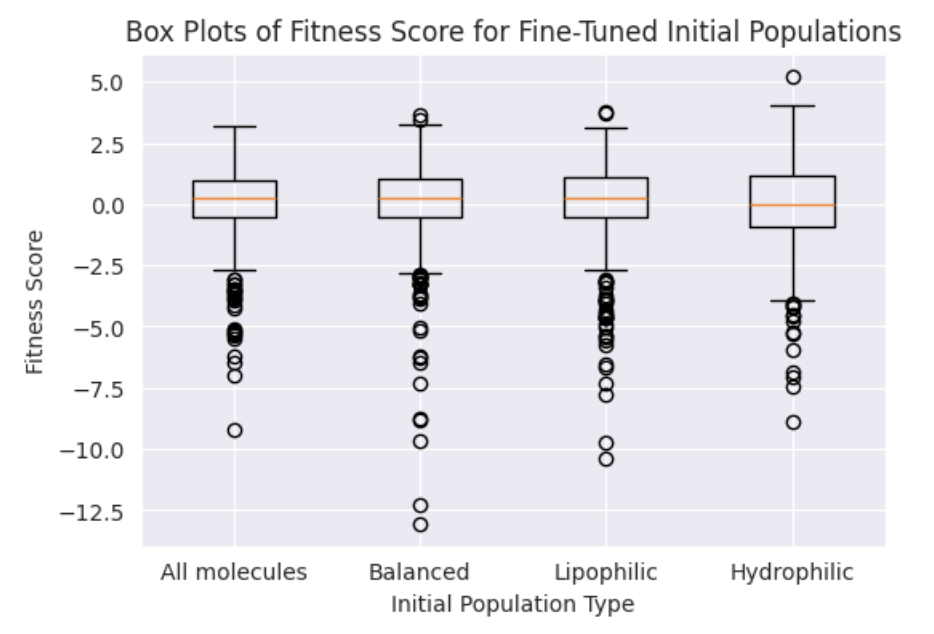 Box Plots of Fitness Score for Fine-Tuned Initial Populations
5.0
2.5
0.0
−2.5
−5.0
−7.5
−10.0
−12.5
Fitness Score
All molecules
Balanced
Lipophilic
Hydrophilic
Initial Population Type